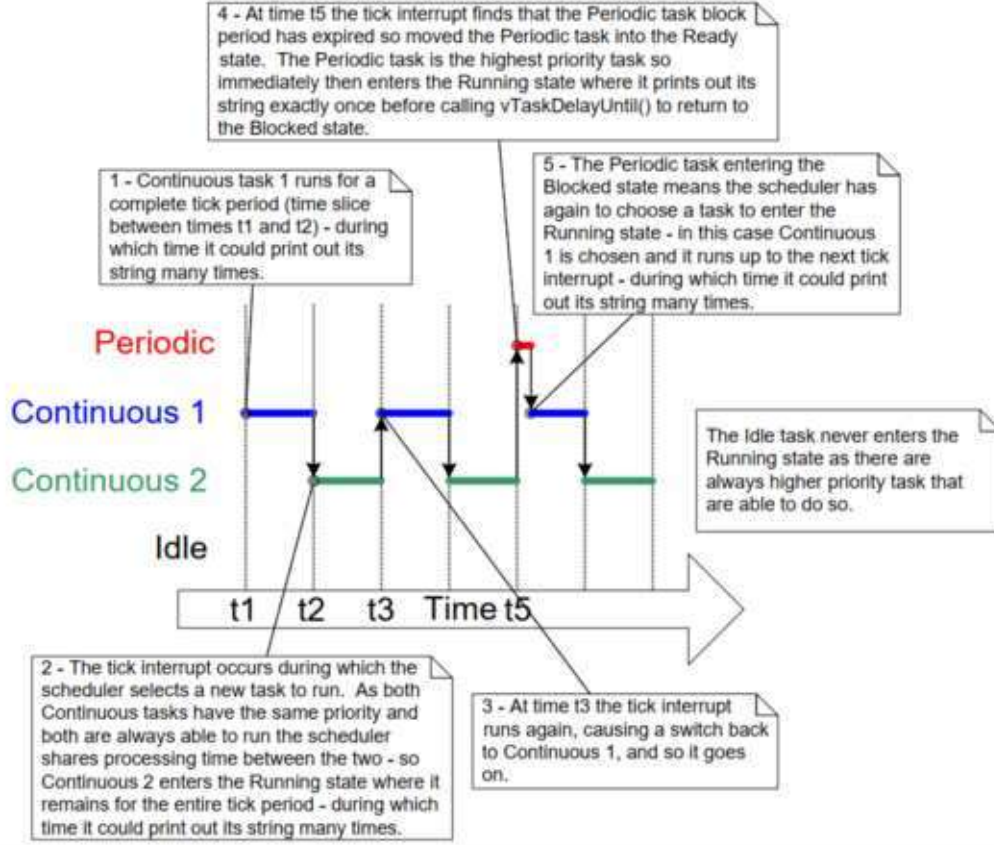 4 - At time t5 the tick interrupt finds that the Periodic task block
period has expired so moved the Periodic task into the Ready
state. The Periodic task is the highest priority task so
immediately then enters the Running state where it prints out its
string exactly once before calling vTaskDelayUntil() to return to
the Blocked state.
1 - Continuous task 1 runs for a
complete tick period (time slice
between times t1 and t2) - during
which time it could print out its
string many times.
5 - The Periodic task entering the
Blocked state means the scheduler has
again to choose a task to enter the
Running state - in this case Continuous
1 is chosen and it runs up to the next tick
interrupt - during which time it could print
out its string many times.
Periodic
Continuous 1
Continuous 2
Idle
The Idle task never enters the
Running state as there are
always higher priority task that
are able to do so.
t1 t2 t3 Time t5
2 - The tick interrupt occurs during which the
scheduler selects a new task to run. As both
Continuous tasks have the same priority and
both are always able to run the scheduler
shares processing time between the two - so
Continuous 2 enters the Running state where it
remains for the entire tick period - during which
time it could print out its string many times.
3 - At time t3 the tick interrupt
runs again, causing a switch back
to Continuous 1, and so it goes
on.